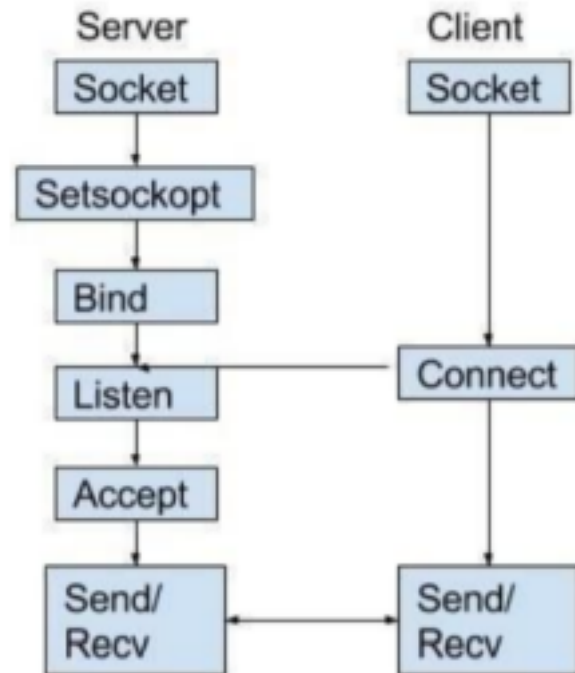 Server
Client
Socket
Socket
Setsockopt
Bind
Listen
Connect
Accept
Send/
Recv
Send/
Recv